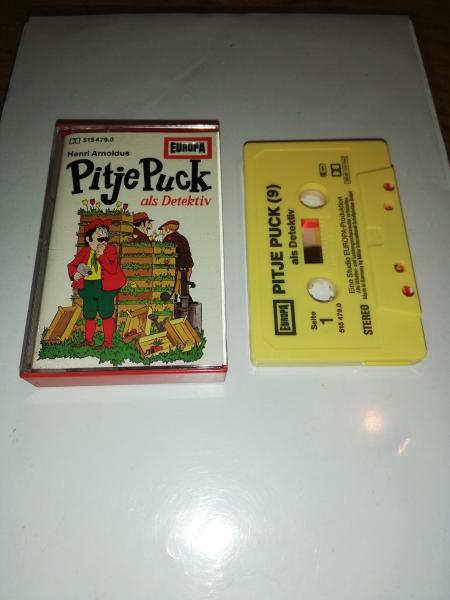 515 479.0
EUROPA
Henri Arnoldus
Pitje Puck
als Detektiv
PITJE PUCK (9)
als Detektiv
EUROPA
Seite
1
515 479.0
STEREO
Eine Studio EUROPA-Produktion